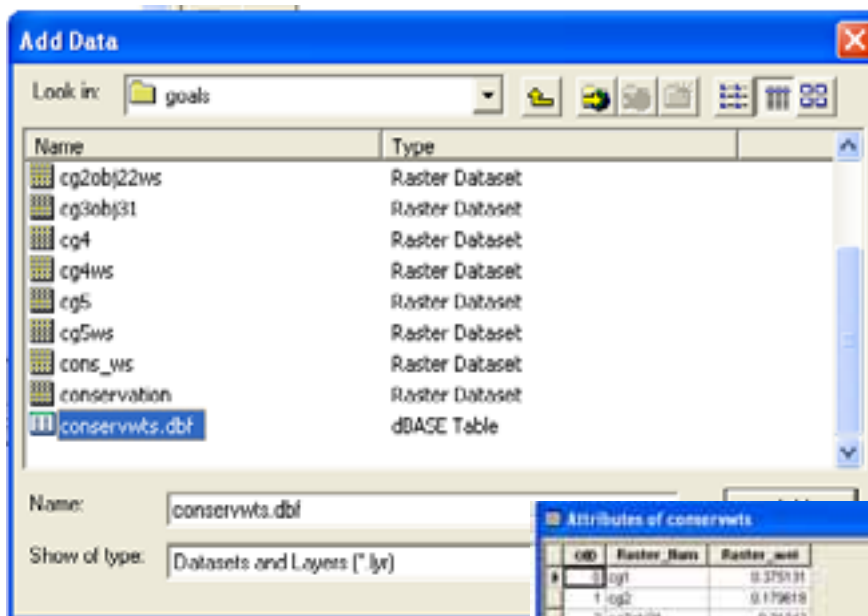 Add Data
Look in: goals
Name Type
cg2obj22ws Raster Dataset
cg3obj31 Raster Dataset
cg4 Raster Dataset
cg4ws Raster Dataset
cg5 Raster Dataset
cg5ws Raster Dataset
cons_ws Raster Dataset
conservation Raster Dataset
conservwts.dbf dBASE Table
Name: conservwts.dbf
Show of type: Datasets and Layers (*.lyr)
Attributes of conservwts
OID Raster_Nam Raster_wei
0 cg1 0.375131
1 cg2 0.179618